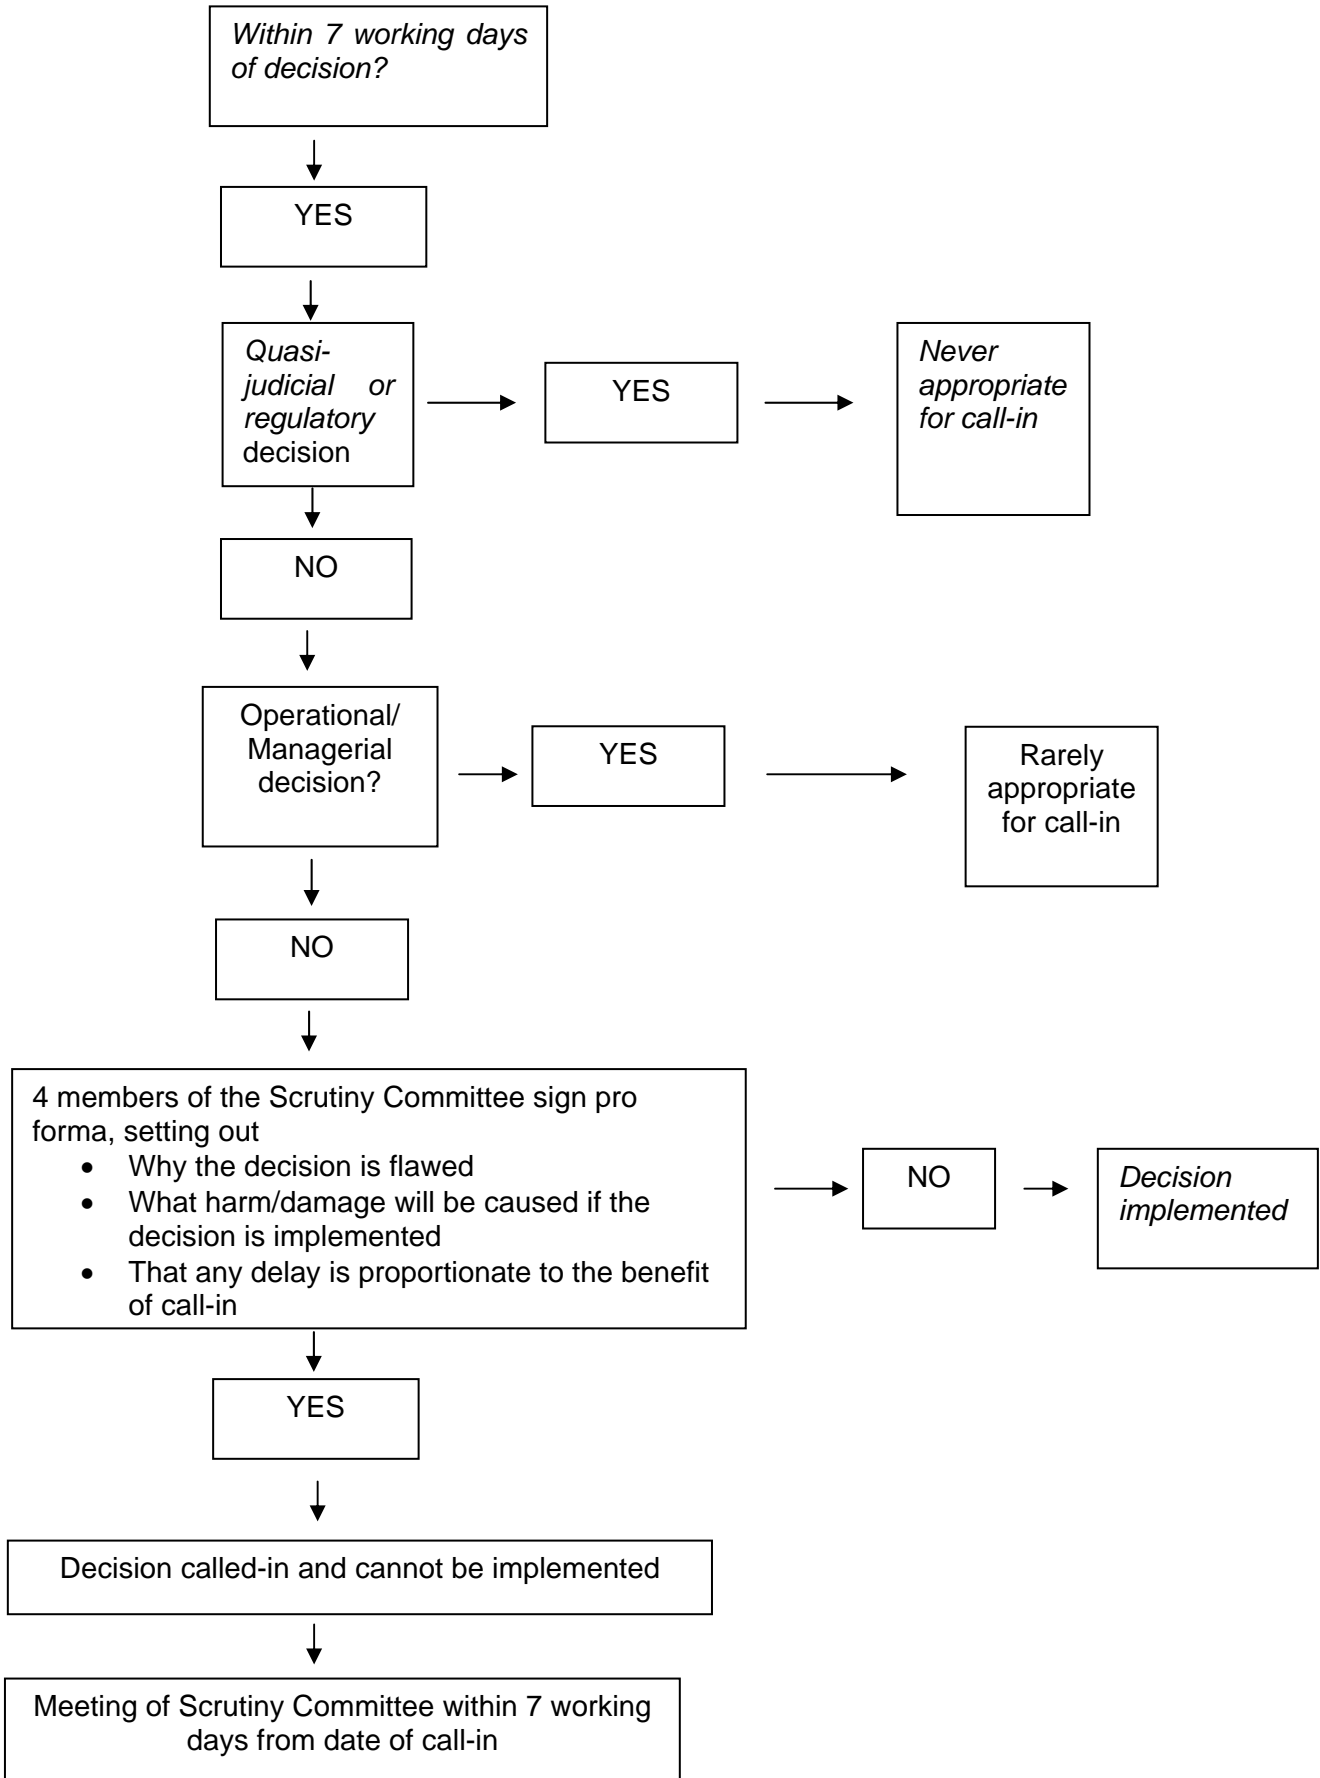 Within 7 working days
of decision?
YES
Quasi-
judicial or
regulatory
decision
YES
Never
appropriate
for call-in
NO
Operational/
Managerial
decision?
YES
Rarely
appropriate
for call-in
NO
4 members of the Scrutiny Committee sign pro
forma, setting out
• Why the decision is flawed
• What harm/damage will be caused if the
decision is implemented
• That any delay is proportionate to the benefit
of call-in
NO
Decision
implemented
YES
Decision called-in and cannot be implemented
Meeting of Scrutiny Committee within 7 working
days from date of call-in